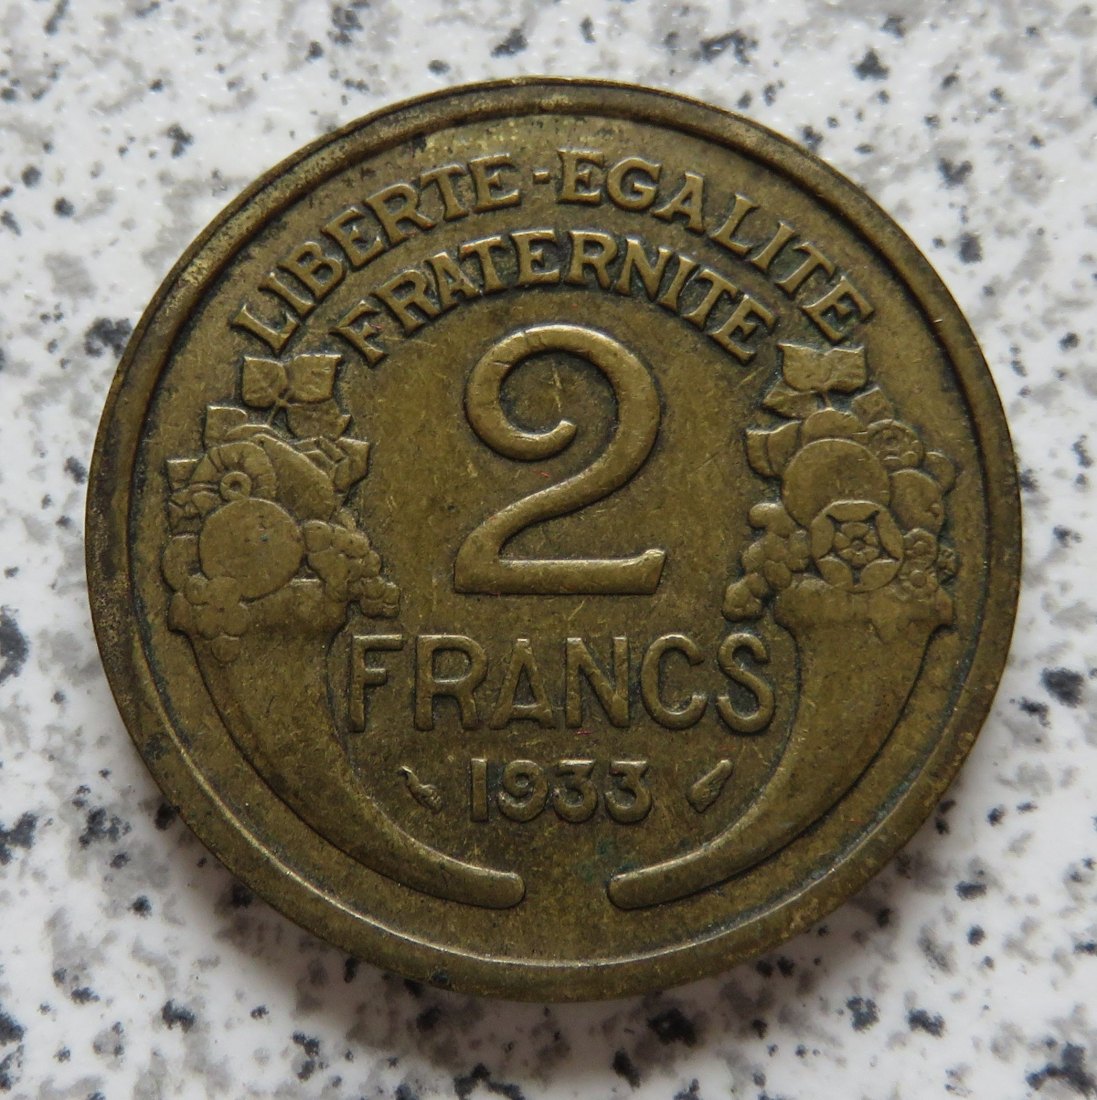 LIBERTE-EGALITE
FRATERNITE
2
FRANCS
1933